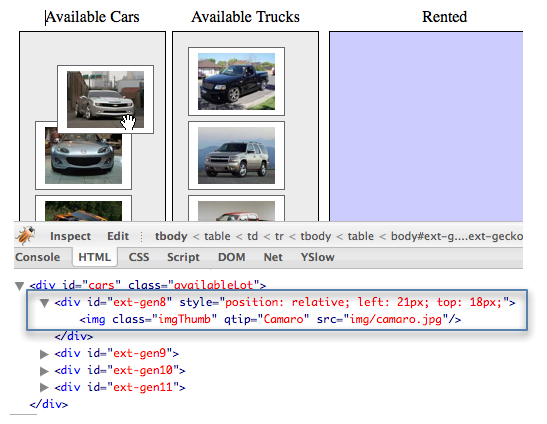 Available Cars
Available Trucks
Rented
Inspect Edit tbody < table < td < tr < tbody < table < body#ext-g....ext-gecko
Console HTML CSS Script DOM Net YSlow
<div id="cars" class="availableLot">
<div id="ext-gen8" style="position: relative; left: 21px; top: 18px;">
<img class="imgThumb" qtip="Camaro" src="img/camaro.jpg"/>
</div>
<div id="ext-gen9">
<div id="ext-gen10">
<div id="ext-gen11">
</div>